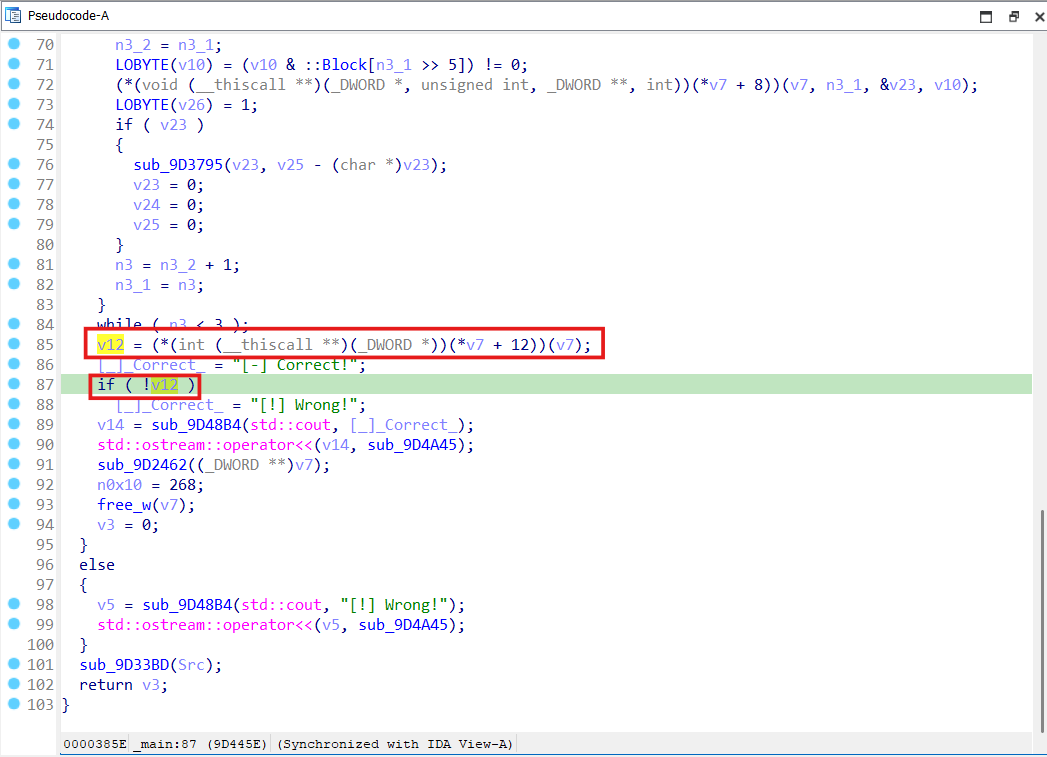 Pseudocode-A
70 n3_2 = n3_1;
71 LOBYTE(v10) = (v10 & ::Block[n3_1 >> 5]) != 0;
72 (*(void (__thiscall **)(_DWORD *, unsigned int, _DWORD **, int))(*v7 + 8))(v7, n3_1, &v23, v10);
73 LOBYTE(v26) = 1;
74 if ( v23 )
75 {
76 sub_9D3795(v23, v25 - (char *)v23);
77 v23 = 0;
78 v24 = 0;
79 v25 = 0;
80 }
81 n3 = n3_2 + 1;
82 n3_1 = n3;
83 }
84 while ( n3 < 3 );
85 v12 = (*(int (__thiscall **)(_DWORD *))(*v7 + 12))(v7);
86 [_]_Correct_ = "[-] Correct!";
87 if ( !v12 )
88 [_]_Correct_ = "[!] Wrong!";
89 v14 = sub_9D48B4(std::cout, [_]_Correct_);
90 std::ostream::operator<<(v14, sub_9D4A45);
91 sub_9D2462((_DWORD **)v7);
92 n0x10 = 268;
93 free_w(v7);
94 v3 = 0;
95 }
96 else
97 {
98 v5 = sub_9D48B4(std::cout, "[!] Wrong!");
99 std::ostream::operator<<(v5, sub_9D4A45);
100 }
101 sub_9D33BD(Src);
102 return v3;
103 }
0000385E _main:87 (9D445E) (Synchronized with IDA View-A)